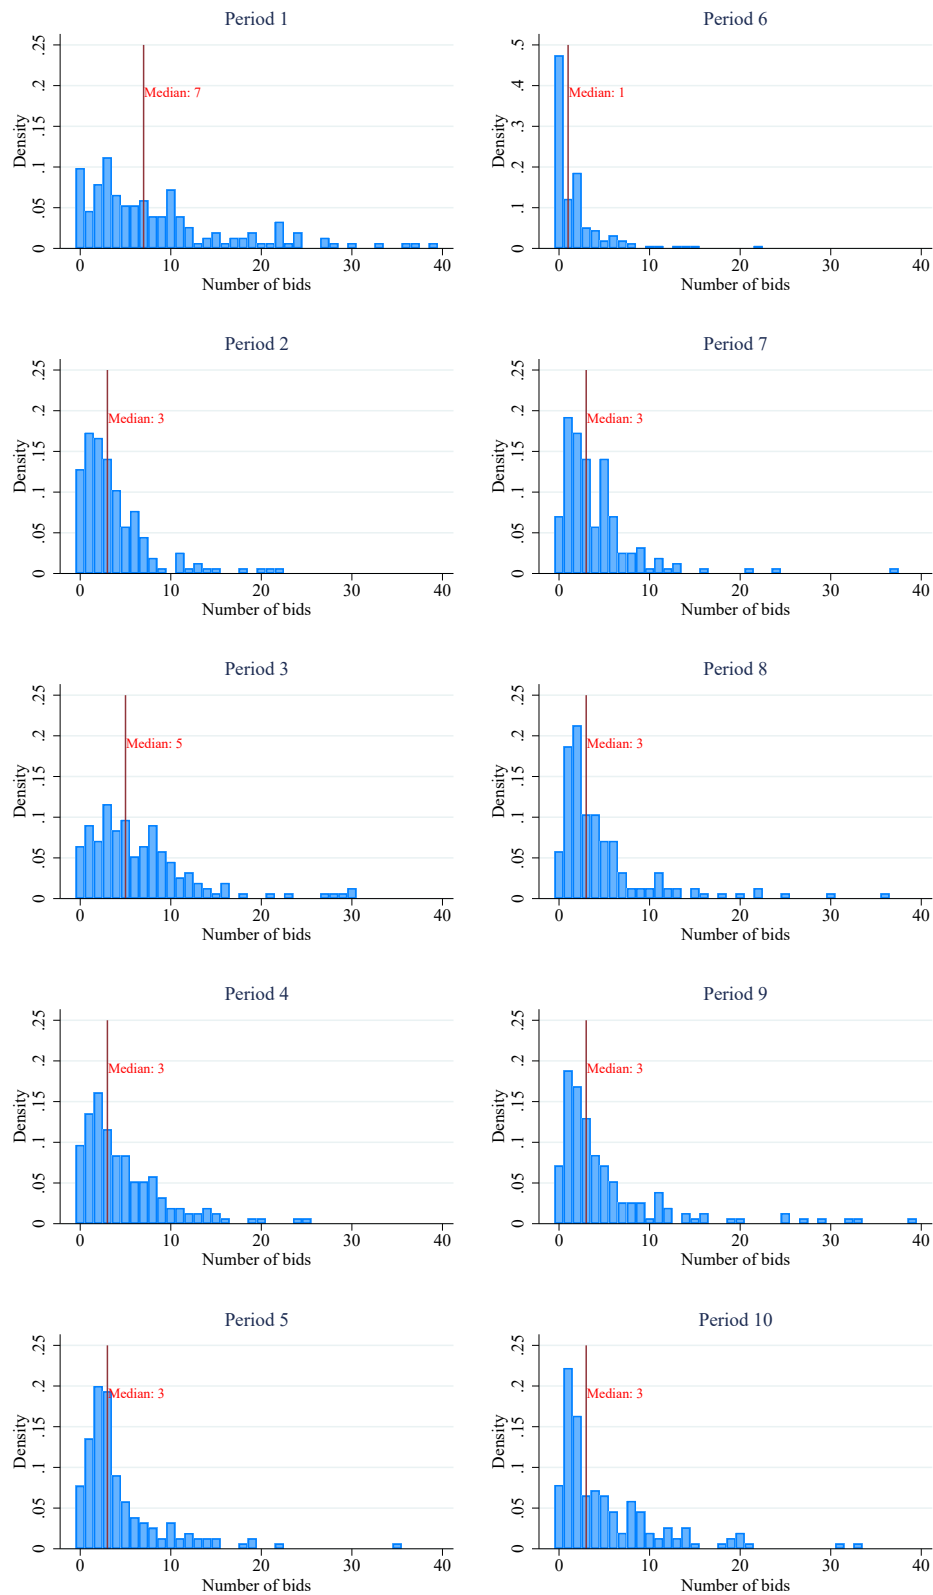 Period 1
Density
.25
.2
.15
.1
.05
0
Median: 7
0 10 20 30 40
Number of bids
Period 6
Density
.5
.4
.3
.2
.1
0
Median: 1
0 10 20 30 40
Number of bids
Period 2
Density
.25
.2
.15
.1
.05
0
Median: 3
0 10 20 30 40
Number of bids
Period 7
Density
.25
.2
.15
.1
.05
0
Median: 3
0 10 20 30 40
Number of bids
Period 3
Density
.25
.2
.15
.1
.05
0
Median: 5
0 10 20 30 40
Number of bids
Period 8
Density
.25
.2
.15
.1
.05
0
Median: 3
0 10 20 30 40
Number of bids
Period 4
Density
.25
.2
.15
.1
.05
0
Median: 3
0 10 20 30 40
Number of bids
Period 9
Density
.25
.2
.15
.1
.05
0
Median: 3
0 10 20 30 40
Number of bids
Period 5
Density
.25
.2
.15
.1
.05
0
Median: 3
0 10 20 30 40
Number of bids
Period 10
Density
.25
.2
.15
.1
.05
0
Median: 3
0 10 20 30 40
Number of bids